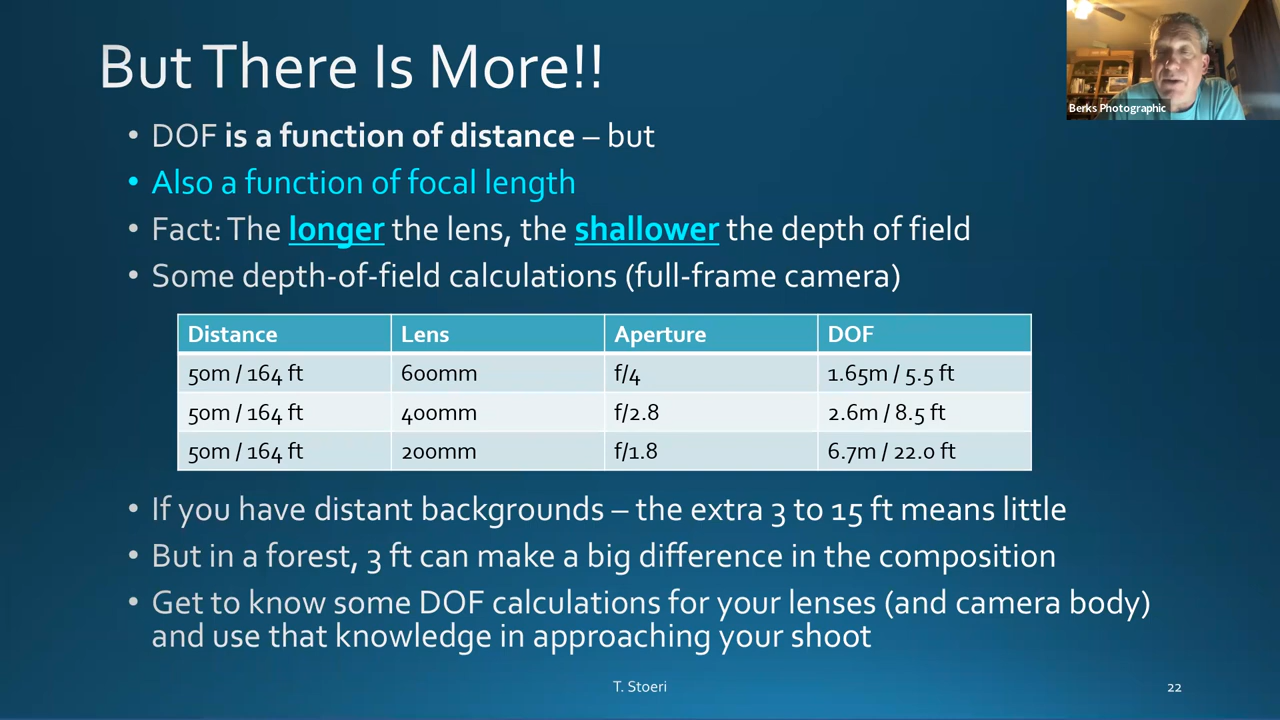 But There Is More!!
Berks Photographic
• DOF is a function of distance – but
• Also a function of focal length
• Fact: The longer the lens, the shallower the depth of field
• Some depth-of-field calculations (full-frame camera)
Distance Lens Aperture DOF
50m / 164 ft 600mm f/4 1.65m / 5.5 ft
50m / 164 ft 400mm f/2.8 2.6m / 8.5 ft
50m / 164 ft 200mm f/1.8 6.7m / 22.0 ft
• If you have distant backgrounds – the extra 3 to 15 ft means little
• But in a forest, 3 ft can make a big difference in the composition
• Get to know some DOF calculations for your lenses (and camera body)
and use that knowledge in approaching your shoot
T. Stoeri 22